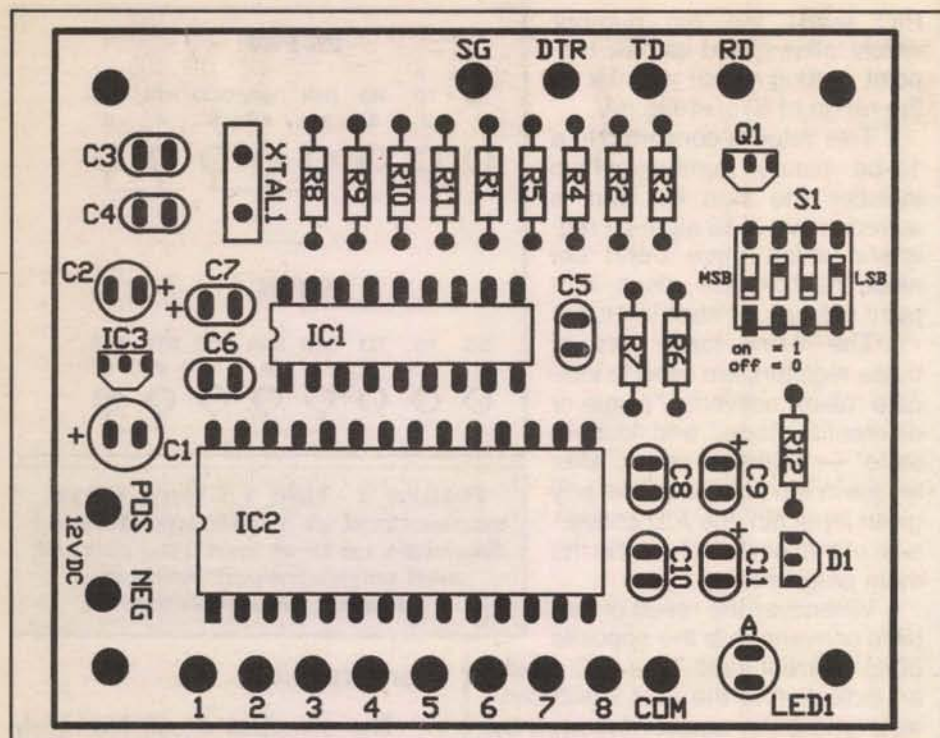 SG DTR TD RD
Q1
C3
XTAL1
R8 R9 R10 R11 R1 R5 R4 R2 R3
S1
C4
C2 + C7 C5 MSB LSB
+
IC3 IC1
C6 R7 R6 on = 1
off = 0
+ C1 R12
+
POS IC2 C8 C9
12VDC
+
NEG C10 C11 D1
A
1 2 3 4 5 6 7 8 COM LED1